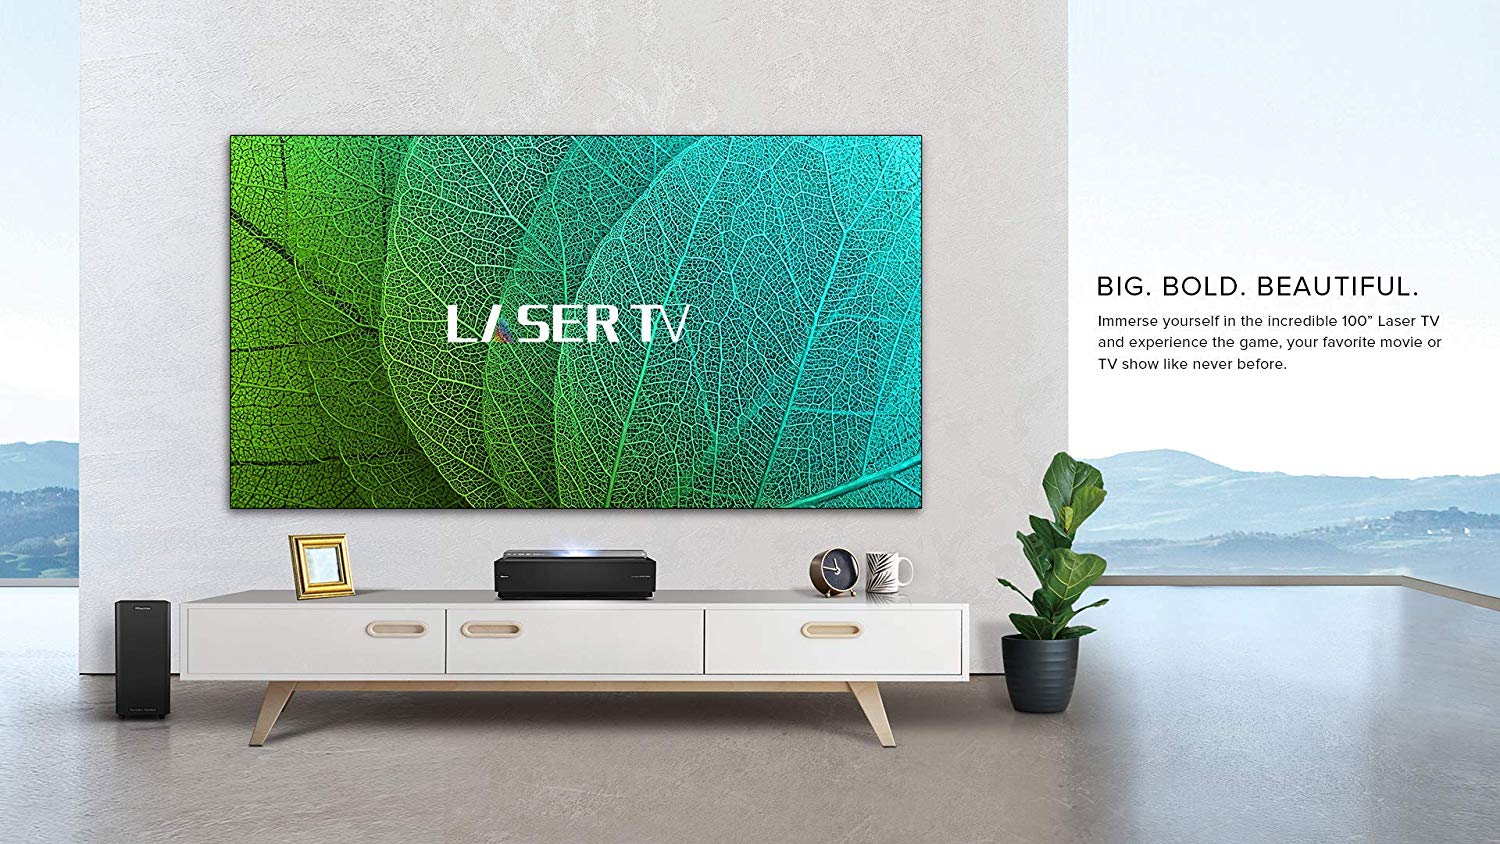 LASER TV
BIG. BOLD. BEAUTIFUL.
Immerse yourself in the incredible 100” Laser TV
and experience the game, your favorite movie or
TV show like never before.
Hisense